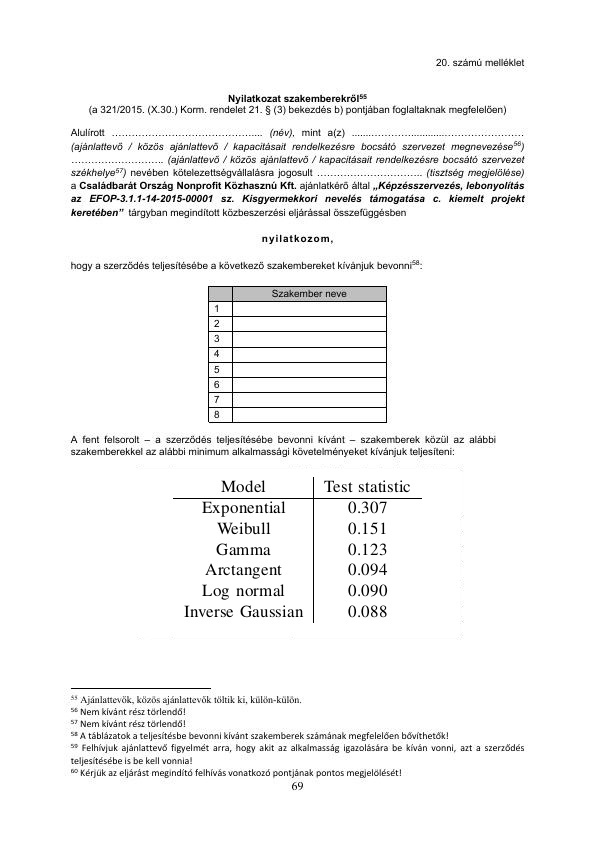 20. számú melléklet
Nyilatkozat szakemberekről55
(a 321/2015. (X.30.) Korm. rendelet 21. § (3) bekezdés b) pontjában foglaltaknak megfelelően)
Alulírott …………………………………... (név), mint a(z) .......…………............……………………
(ajánlattevő / közös ajánlattevő / kapacitásait rendelkezésre bocsátó szervezet megnevezése56)
…………………….. (ajánlattevő / közös ajánlattevő / kapacitásait rendelkezésre bocsátó szervezet
székhelye57) nevében kötelezettségvállalásra jogosult ………………………….. (tisztség megjelölése)
a Családbarát Ország Nonprofit Közhasznú Kft. ajánlatkérő által „Képzésszervezés, lebonyolítás
az EFOP-3.1.1-14-2015-00001 sz. Kisgyermekkori nevelés támogatása c. kiemelt projekt
keretében” tárgyban megindított közbeszerzési eljárással összefüggésben
nyilatkozom,
hogy a szerződés teljesítésébe a következő szakembereket kívánjuk bevonni58:
Szakember neve
1
2
3
4
5
6
7
8
A fent felsorolt – a szerződés teljesítésébe bevonni kívánt – szakemberek közül az alábbi
szakemberekkel az alábbi minimum alkalmassági követelményeket kívánjuk teljesíteni:
Model Test statistic
Exponential 0.307
Weibull 0.151
Gamma 0.123
Arctangent 0.094
Log normal 0.090
Inverse Gaussian 0.088
55 Ajánlattevők, közös ajánlattevők töltik ki, külön-külön.
56 Nem kívánt rész törlendő!
57 Nem kívánt rész törlendő!
58 A táblázatok a teljesítésbe bevonni kívánt szakemberek számának megfelelően bővíthetők!
59 Felhívjuk ajánlattevő figyelmét arra, hogy akit az alkalmasság igazolására be kíván vonni, azt a szerződés
teljesítésébe is be kell vonnia!
60 Kérjük az eljárást megindító felhívás vonatkozó pontjának pontos megjelölését!
69